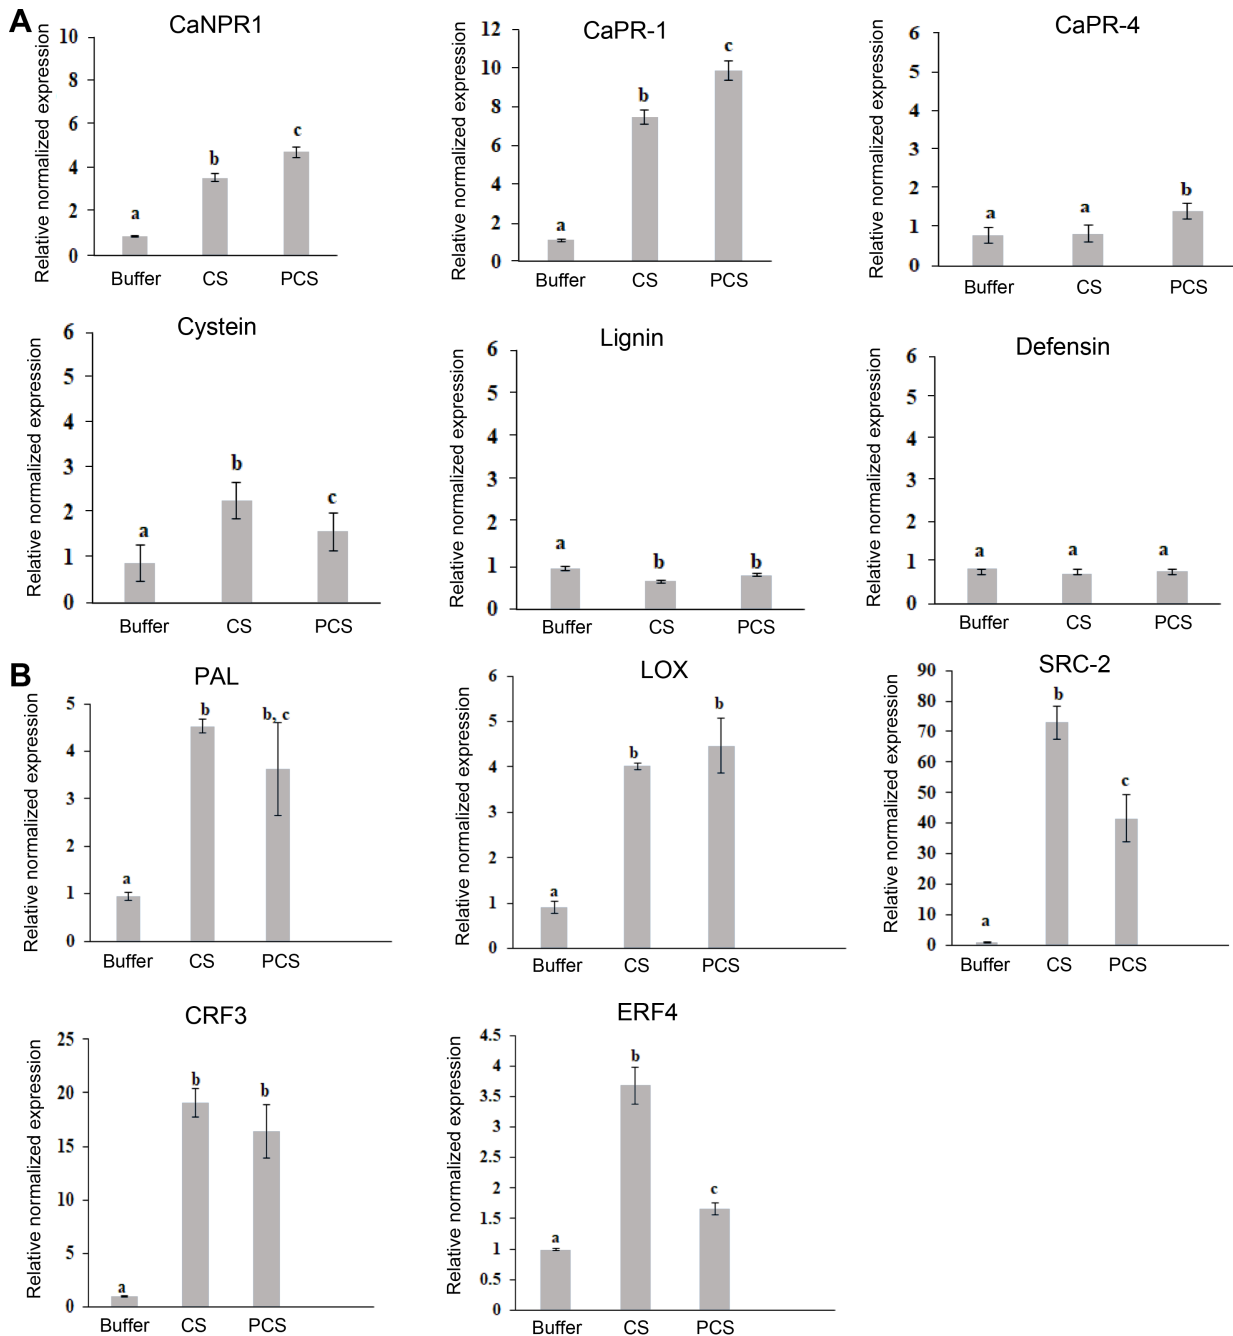 A
CaNPR1
Relative normalized expression
10
8
6
4
2
0
a
b
c
Buffer
CS
PCS
CaPR-1
Relative normalized expression
12
10
8
6
4
2
0
a
b
c
Buffer
CS
PCS
CaPR-4
Relative normalized expression
6
5
4
3
2
1
0
a
a
b
Buffer
CS
PCS
Cystein
Relative normalized expression
6
5
4
3
2
1
0
a
b
c
Buffer
CS
PCS
Lignin
Relative normalized expression
6
5
4
3
2
1
0
a
b
b
Buffer
CS
PCS
Defensin
Relative normalized expression
6
5
4
3
2
1
0
a
a
a
Buffer
CS
PCS
B
PAL
Relative normalized expression
5
4
3
2
1
0
a
b
b, c
Buffer
CS
PCS
LOX
Relative normalized expression
6
5
4
3
2
1
0
a
b
b
Buffer
CS
PCS
SRC-2
Relative normalized expression
90
80
70
60
50
40
30
20
10
0
a
b
c
Buffer
CS
PCS
CRF3
Relative normalized expression
25
20
15
10
5
0
a
b
b
Buffer
CS
PCS
ERF4
Relative normalized expression
4.5
4
3.5
3
2.5
2
1.5
1
0.5
0
a
b
c
Buffer
CS
PCS